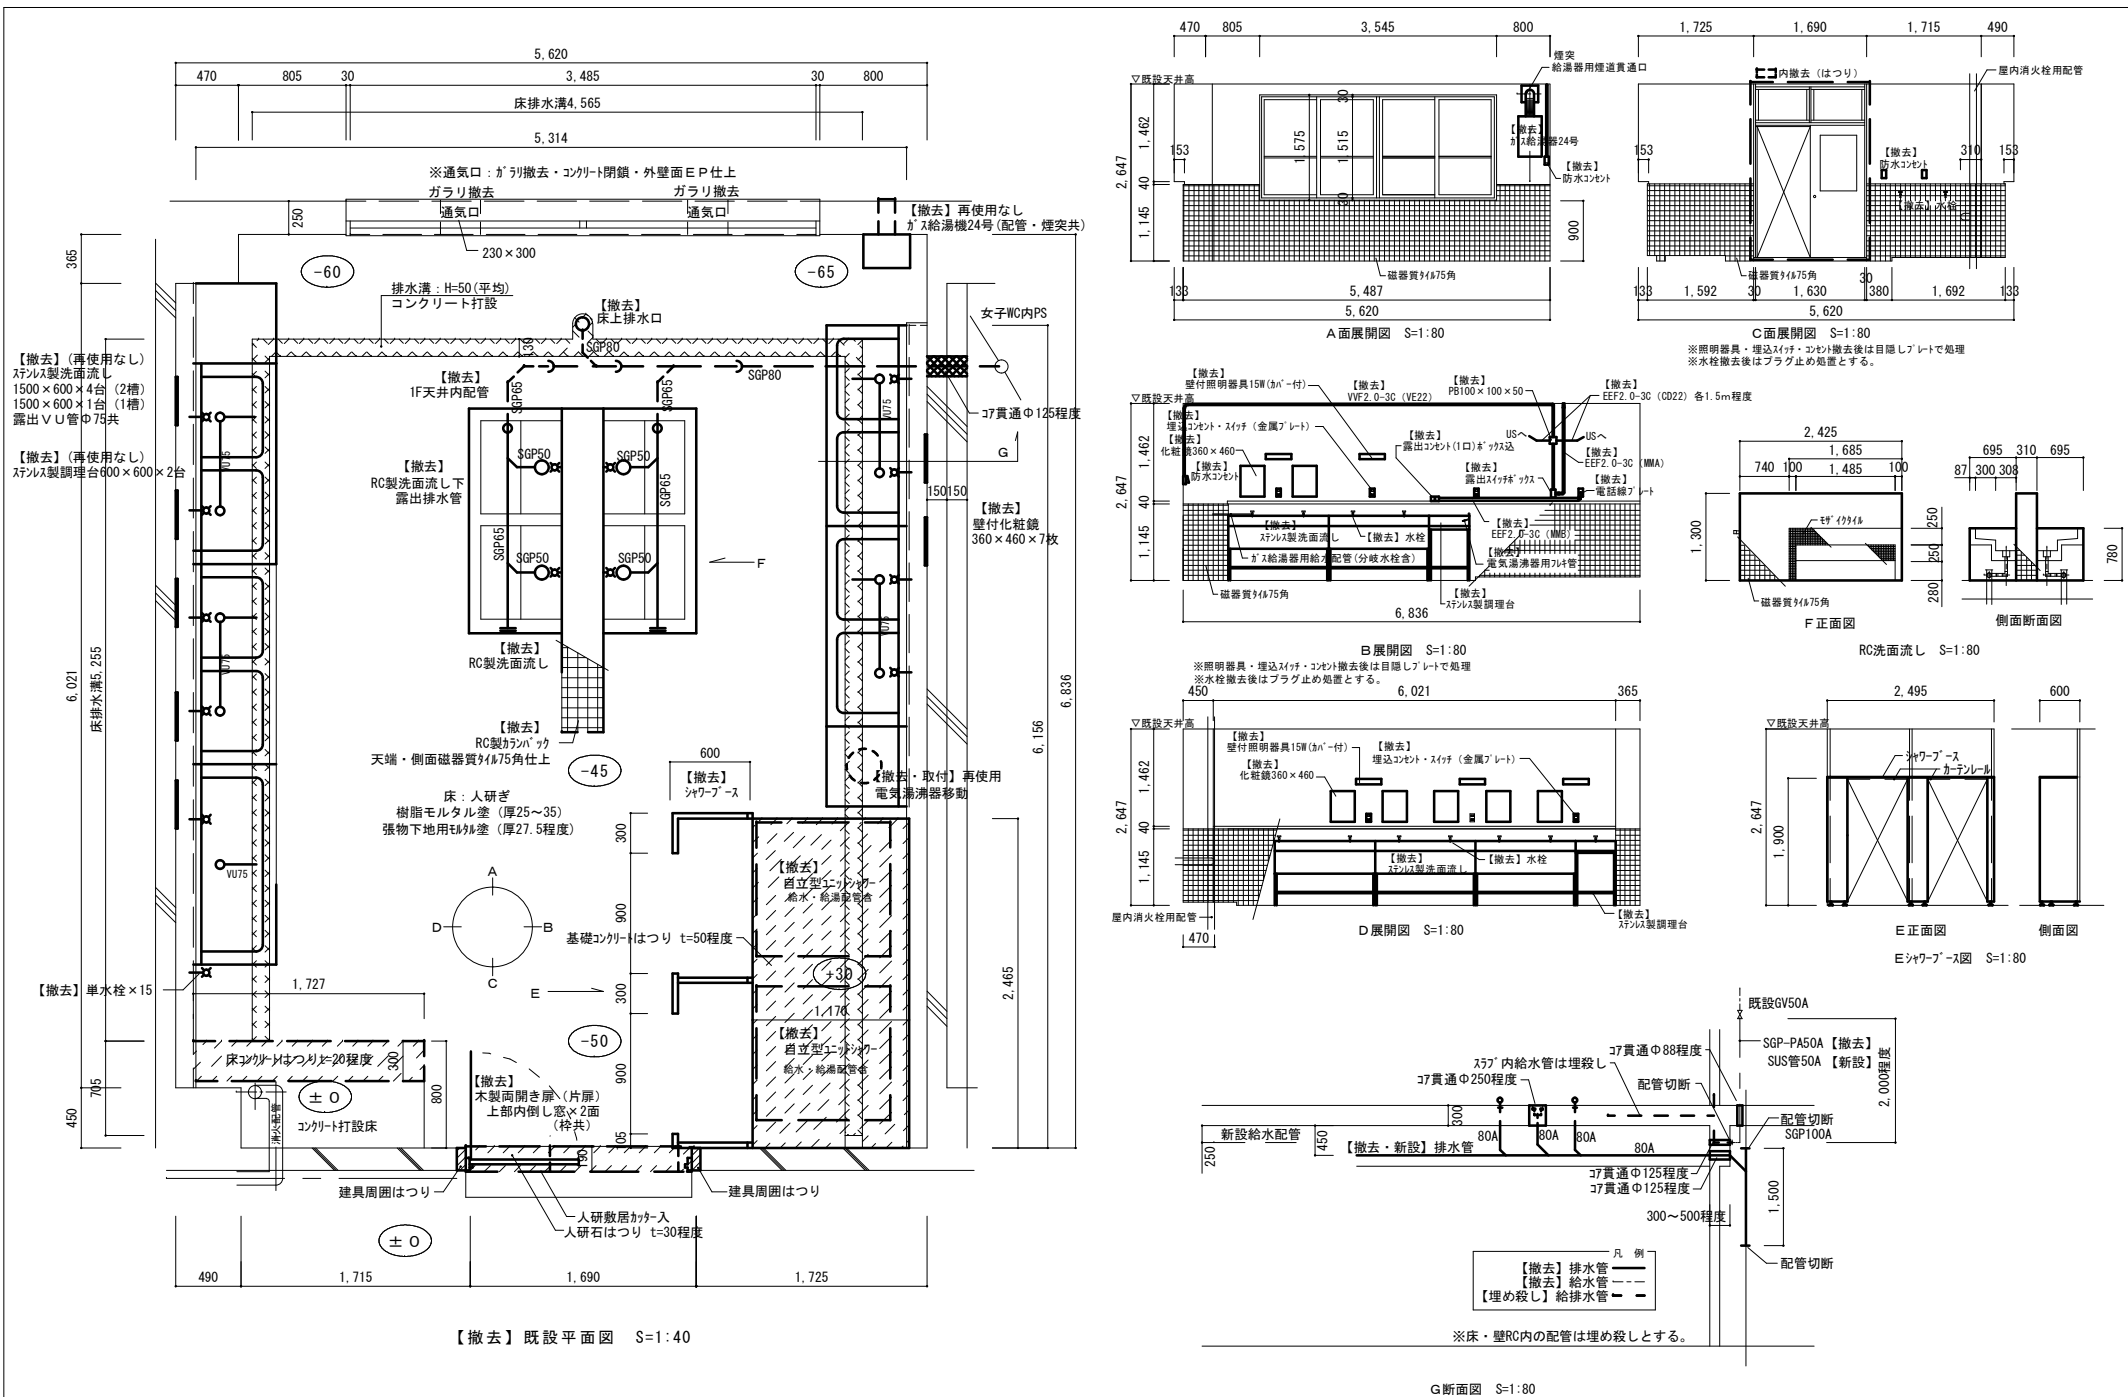 5,620
470
805
30
3,485
30
800
床排水溝4,565
5,314
※通気口：ガラリ撤去・コンクリート閉鎖・外壁面ＥＰ仕上
ガラリ撤去
ガラリ撤去
通気口
通気口
250
【撤去】再使用なし
ガス給湯機24号(配管・煙突共)
230×300
365
-60
-65
排水溝：H=50(平均)
コンクリート打設
【撤去】
床上排水口
女子WC内PS
【撤去】(再使用なし)
ステンレス製洗面流し
1500×600×4台 (2槽)
1500×600×1台 (1槽)
露出ＶＵ管Φ75共
130
SGP80
SGP80
【撤去】
1F天井内配管
SGP65
SGP65
コア貫通Φ125程度
VU75
【撤去】(再使用なし)
ステンレス製調理台600×600×2台
VU75
SGP50
SGP50
G
【撤去】
RC製洗面流し下
露出排水管
SGP65
150
150
【撤去】
壁付化粧鏡
360×460×7枚
SGP65
SGP50
SGP50
F
6,021
床排水溝5,255
VU75
VU75
【撤去】
RC製洗面流し
6,156
6,836
【撤去】
RC製カランバック
天端・側面磁器質タイル75角仕上
-45
600
【撤去】
シャワーブース
【撤去・取付】再使用
電気湯沸器移動
床：人研ぎ
樹脂モルタル塗 (厚25～35)
張物下地用モルタル塗 (厚27.5程度)
300
VU75
A
B
C
D
【撤去】
自立型ユニットシャワー
給水・給湯配管含
900
基礎コンクリートはつり t=50程度
+30
2,465
【撤去】単水栓×15
1,727
E
300
1,170
-50
【撤去】
自立型ユニットシャワー
給水・給湯配管含
床コンクリートはつりt=20程度
300
900
【撤去】
木製両開き扉 (片扉)
上部内倒し窓×2面
(枠共)
±０
800
705
450
コンクリート打設床
消火配管
190
建具周囲はつり
建具周囲はつり
人研敷居カッター入
人研石はつり t=30程度
±０
490
1,715
1,690
1,725
【撤去】既設平面図　S=1:40
470
805
3,545
800
煙突
給湯器用煙道貫通口
▽既設天井高
1,462
2,647
40
1,145
153
1,575
30
1,515
30
【撤去】
ガス給湯器24号
【撤去】
防水コンセント
900
磁器質タイル75角
133
5,487
5,620
Ａ面展開図　S=1:80
1,725
1,690
1,715
490
内撤去 (はつり)
屋内消火栓用配管
153
310
153
【撤去】
防水コンセント
【撤去】水栓
磁器質タイル75角
133
1,592
30
1,630
30
380
1,692
133
5,620
Ｃ面展開図　S=1:80
※照明器具・埋込スイッチ・コンセント撤去後は目隠しプレートで処理
※水栓撤去後はプラグ止め処置とする。
【撤去】
壁付照明器具15W(カバー付)
【撤去】
VVF2.0-3C (VE22)
【撤去】
PB100×100×50
【撤去】
EEF2.0-3C (CD22) 各1.5m程度
▽既設天井高
【撤去】
埋込コンセント・スイッチ (金属プレート)
【撤去】
化粧鏡360×460
【撤去】
防水コンセント
【撤去】
露出コンセント(1口)ボックス込
USへ
USへ
【撤去】
EEF2.0-3C (MMA)
【撤去】
露出スイッチボックス
【撤去】
電話線プレート
1,462
2,647
40
1,145
【撤去】
ステンレス製洗面流し
【撤去】水栓
【撤去】
EEF2.0-3C (MMB)
ガス給湯器用給水配管(分岐水栓含)
電気湯沸器用フレキ管
【撤去】
ステンレス製調理台
磁器質タイル75角
6,836
Ｂ展開図　S=1:80
※照明器具・埋込スイッチ・コンセント撤去後は目隠しプレートで処理
※水栓撤去後はプラグ止め処置とする。
2,425
1,685
740
100
1,485
100
1,300
モザイクタイル
250
250
280
磁器質タイル75角
Ｆ正面図
695
310
695
87
300
308
780
側面断面図
RC洗面流し　S=1:80
450
6,021
365
▽既設天井高
【撤去】
壁付照明器具15W(カバー付)
【撤去】
埋込コンセント・スイッチ (金属プレート)
【撤去】
化粧鏡360×460
1,462
2,647
40
1,145
【撤去】
ステンレス製洗面流し
【撤去】水栓
【撤去】
ステンレス製調理台
屋内消火栓用配管
470
Ｄ展開図　S=1:80
2,495
600
▽既設天井高
シャワーブース
カーテンレール
2,647
1,900
Ｅ正面図
側面図
Ｅシャワーブース図　S=1:80
既設GV50A
SGP-PA50A【撤去】
SUS管50A【新設】
2,000程度
コア貫通Φ88程度
スラブ内給水管は埋殺し
コア貫通Φ250程度
配管切断
配管切断
SGP100A
新設給水配管
250
300
450
80A
80A
80A
80A
【撤去・新設】排水管
コア貫通Φ125程度
コア貫通Φ125程度
300～500程度
1,500
配管切断
凡 例
【撤去】排水管
【撤去】給水管
【埋め殺し】給排水管
※床・壁RC内の配管は埋め殺しとする。
Ｇ断面図　S=1:80